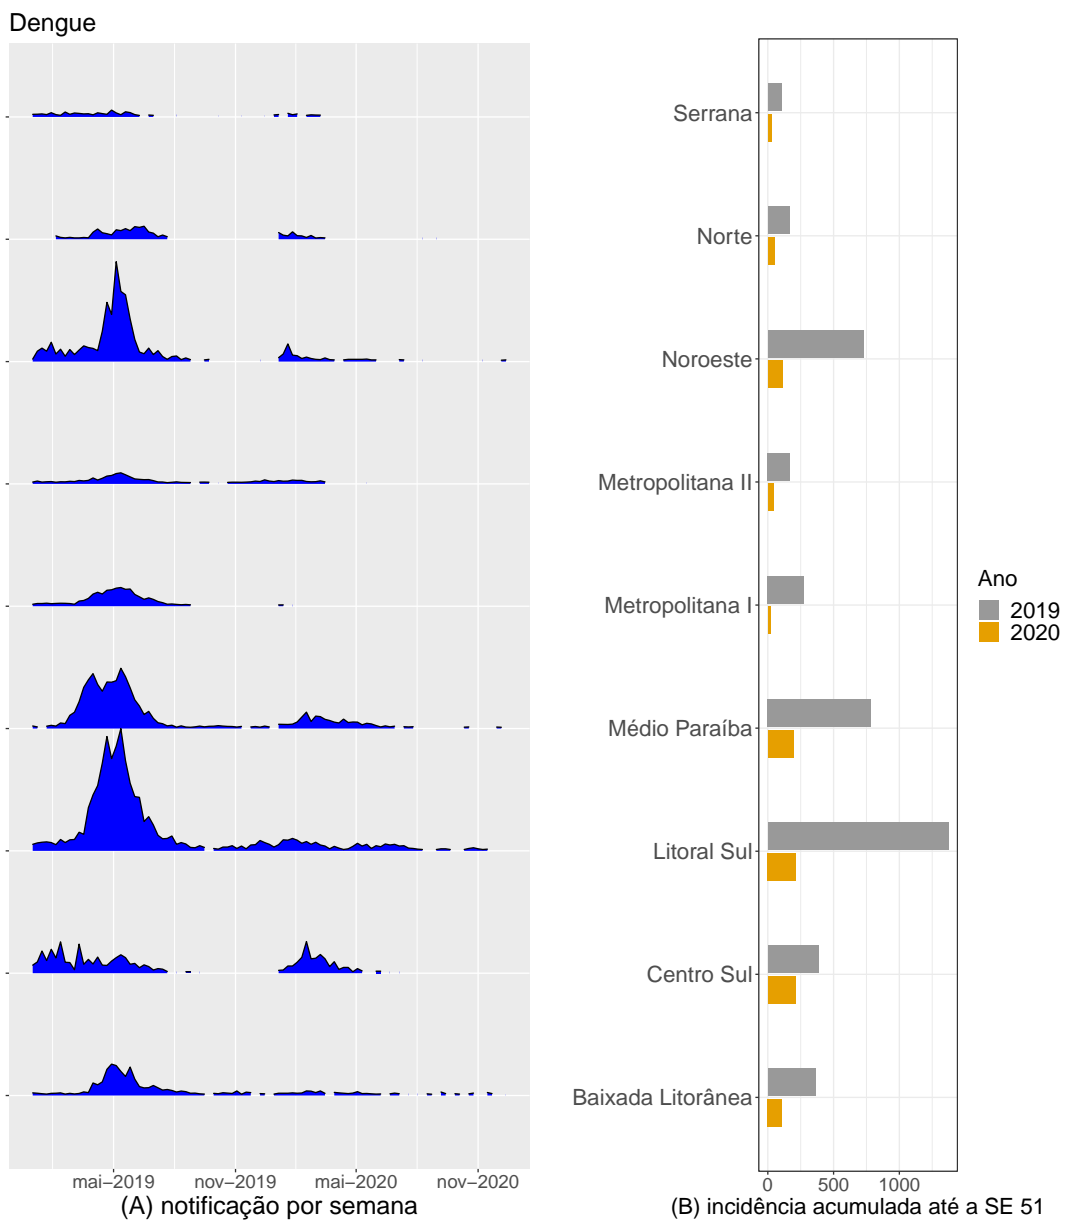 Dengue
Serrana
Norte
Noroeste
Metropolitana II
Metropolitana I
Médio Paraíba
Litoral Sul
Centro Sul
Baixada Litorânea
Ano
2019
2020
mai–2019 nov–2019 mai–2020 nov–2020
0 500 1000
(A) notificação por semana
(B) incidência acumulada até a SE 51